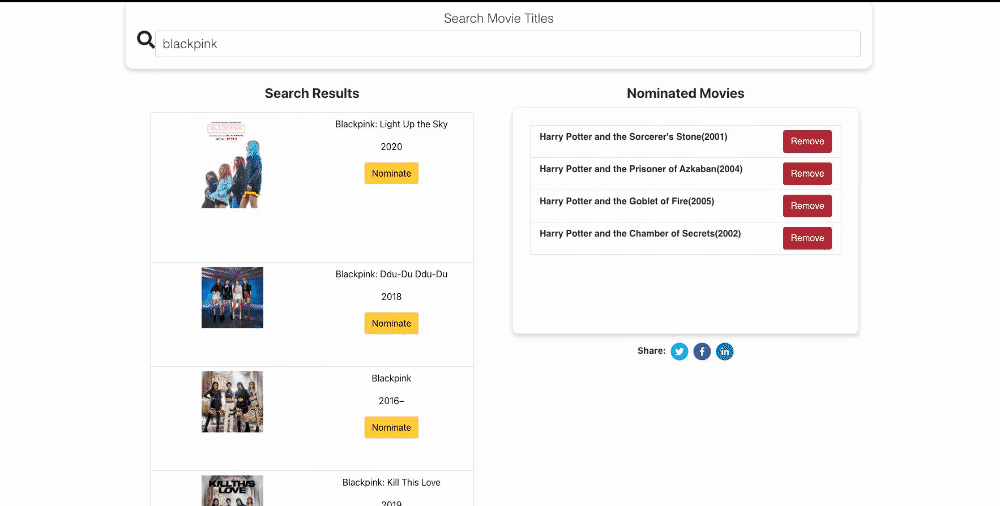 Search Movie Titles
blackpink
Search Results
Blackpink: Light Up the Sky
2020
Nominate
Blackpink: Ddu-Du Ddu-Du
2018
Nominate
Blackpink
2016–
Nominate
KILL THIS
LOVE
Blackpink: Kill This Love
2019
Nominated Movies
Harry Potter and the Sorcerer's Stone(2001)
Remove
Harry Potter and the Prisoner of Azkaban(2004)
Remove
Harry Potter and the Goblet of Fire(2005)
Remove
Harry Potter and the Chamber of Secrets(2002)
Remove
Share: